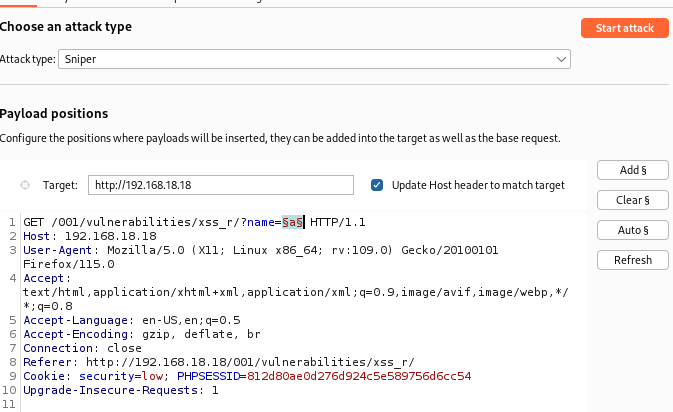 Choose an attack type
Start attack
Attack type: Sniper
Payload positions
Configure the positions where payloads will be inserted, they can be added into the target as well as the base request.
Target: http://192.168.18.18
Update Host header to match target
Add §
Clear §
Auto §
Refresh
1 GET /001/vulnerabilities/xss_r/?name=§a§ HTTP/1.1
2 Host: 192.168.18.18
3 User-Agent: Mozilla/5.0 (X11; Linux x86_64; rv:109.0) Gecko/20100101
Firefox/115.0
4 Accept:
text/html,application/xhtml+xml,application/xml;q=0.9,image/avif,image/webp,*/
*;q=0.8
5 Accept-Language: en-US,en;q=0.5
6 Accept-Encoding: gzip, deflate, br
7 Connection: close
8 Referer: http://192.168.18.18/001/vulnerabilities/xss_r/
9 Cookie: security=low; PHPSESSID=812d80ae0d276d924c5e589756d6cc54
10 Upgrade-Insecure-Requests: 1
11